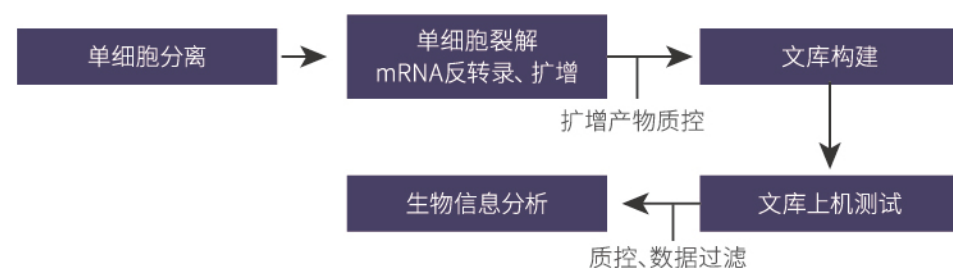 单细胞分离
单细胞裂解
mRNA反转录、扩增
扩增产物质控
文库构建
文库上机测试
质控、数据过滤
生物信息分析